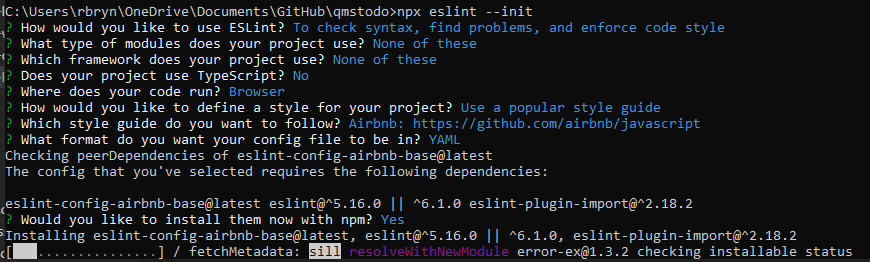 C:\Users\rbryn\OneDrive\Documents\GitHub\qmstodo>npx eslint --init
? How would you like to use ESLint? To check syntax, find problems, and enforce code style
? What type of modules does your project use? None of these
? Which framework does your project use? None of these
? Does your project use TypeScript? No
? Where does your code run? Browser
? How would you like to define a style for your project? Use a popular style guide
? Which style guide do you want to follow? Airbnb: https://github.com/airbnb/javascript
? What format do you want your config file to be in? YAML
Checking peerDependencies of eslint-config-airbnb-base@latest
The config that you've selected requires the following dependencies:
eslint-config-airbnb-base@latest eslint@^5.16.0 || ^6.1.0 eslint-plugin-import@^2.18.2
? Would you like to install them now with npm? Yes
Installing eslint-config-airbnb-base@latest, eslint@^5.16.0 || ^6.1.0, eslint-plugin-import@^2.18.2
[ ...............] / fetchMetadata: sill resolveWithNewModule error-ex@1.3.2 checking installable status